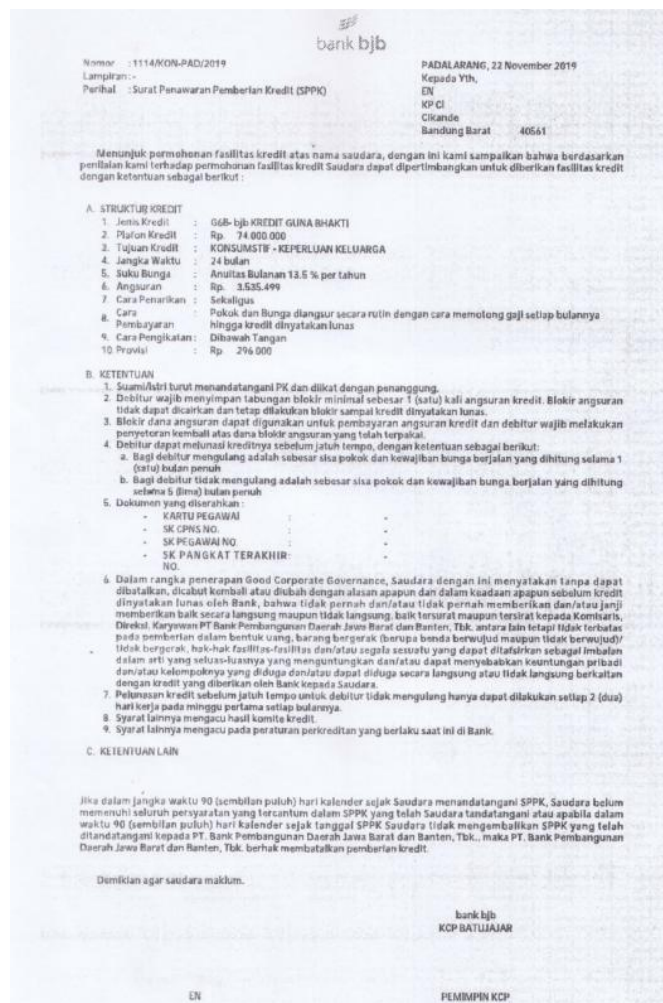 bank bjb
Nomor : 1114/KON-PAD/2019
Lampiran : -
Perihal : Surat Penawaran Pemberian Kredit (SPPK)
PADALARANG, 22 November 2019
Kepada Yth,
EN
KP CI
Cikande
Bandung Barat 40561
Menunjuk permohonan fasilitas kredit atas nama saudara, dengan ini kami sampaikan bahwa berdasarkan
penilaian kami terhadap permohonan fasilitas kredit Saudara dapat dipertimbangkan untuk diberikan fasilitas kredit
dengan ketentuan sebagai berikut :
A. STRUKTUR KREDIT
1. Jenis Kredit : G6B- bjb KREDIT GUNA BHAKTI
2. Plafon Kredit : Rp. 74.000.000
3. Tujuan Kredit : KONSUMSTIF - KEPERLUAN KELUARGA
4. Jangka Waktu : 24 bulan
5. Suku Bunga : Anuitas Bulanan 13.5 % per tahun
6. Angsuran : Rp. 3.535.499
7. Cara Penarikan : Sekaligus
8. Cara Pembayaran : Pokok dan Bunga diangsur secara rutin dengan cara memotong gaji setiap bulannya
hingga kredit dinyatakan lunas
9. Cara Pengikatan : Dibawah Tangan
10. Provisi : Rp. 296.000
B. KETENTUAN
1. Suami/Istri turut menandatangani PK dan diikat dengan penanggung.
2. Debitur wajib menyimpan tabungan blokir minimal sebesar 1 (satu) kali angsuran kredit. Blokir angsuran
tidak dapat dicairkan dan tetap dilakukan blokir sampai kredit dinyatakan lunas.
3. Blokir dana angsuran dapat digunakan untuk pembayaran angsuran kredit dan debitur wajib melakukan
penyetoran kembali atas dana blokir angsuran yang telah terpakai.
4. Debitur dapat melunasi kreditnya sebelum jatuh tempo, dengan ketentuan sebagai berikut:
a. Bagi debitur mengulang adalah sebesar sisa pokok dan kewajiban bunga berjalan yang dihitung selama 1
(satu) bulan penuh
b. Bagi debitur tidak mengulang adalah sebesar sisa pokok dan kewajiban bunga berjalan yang dihitung
selama 5 (lima) bulan penuh
5. Dokumen yang diserahkan :
- KARTU PEGAWAI : -
- SK CPNS NO. : -
- SK PEGAWAI NO : -
- SK PANGKAT TERAKHIR: -
NO.
6. Dalam rangka penerapan Good Corporate Governance, Saudara dengan ini menyatakan tanpa dapat
dibatalkan, dicabut kembali atau diubah dengan alasan apapun dan dalam keadaan apapun sebelum kredit
dinyatakan lunas oleh Bank, bahwa tidak pernah dan/atau tidak pernah memberikan dan/atau janji
memberikan baik secara langsung maupun tidak langsung, baik tersurat maupun tersirat kepada Komisaris,
Direksi, Karyawan PT Bank Pembangunan Daerah Jawa Barat dan Banten, Tbk. antara lain tetapi tidak terbatas
pada pemberian dalam bentuk uang, barang bergerak (berupa benda berwujud maupun tidak berwujud)/
tidak bergerak, hak-hak fasilitas-fasilitas dan/atau segala sesuatu yang dapat ditafsirkan sebagai imbalan
dalam arti yang seluas-luasnya yang menguntungkan dan/atau dapat menyebabkan keuntungan pribadi
dan/atau kelompoknya yang diduga dan/atau dapat diduga secara langsung atau tidak langsung berkaitan
dengan kredit yang diberikan oleh Bank kepada Saudara.
7. Pelunasan kredit sebelum jatuh tempo untuk debitur tidak mengulang hanya dapat dilakukan setiap 2 (dua)
hari kerja pada minggu pertama setiap bulannya.
8. Syarat lainnya mengacu hasil komite kredit.
9. Syarat lainnya mengacu pada peraturan perkreditan yang berlaku saat ini di Bank.
C. KETENTUAN LAIN
Jika dalam jangka waktu 90 (sembilan puluh) hari kalender sejak Saudara menandatangani SPPK, Saudara belum
memenuhi seluruh persyaratan yang tercantum dalam SPPK yang telah Saudara tandatangani atau apabila dalam
waktu 90 (sembilan puluh) hari kalender sejak tanggal SPPK Saudara tidak mengembalikan SPPK yang telah
ditandatangani kepada PT. Bank Pembangunan Daerah Jawa Barat dan Banten, Tbk., maka PT. Bank Pembangunan
Daerah Jawa Barat dan Banten, Tbk. berhak membatalkan pemberian kredit.
Demikian agar saudara maklum.
bank bjb
KCP BATUJAJAR
EN
PEMIMPIN KCP